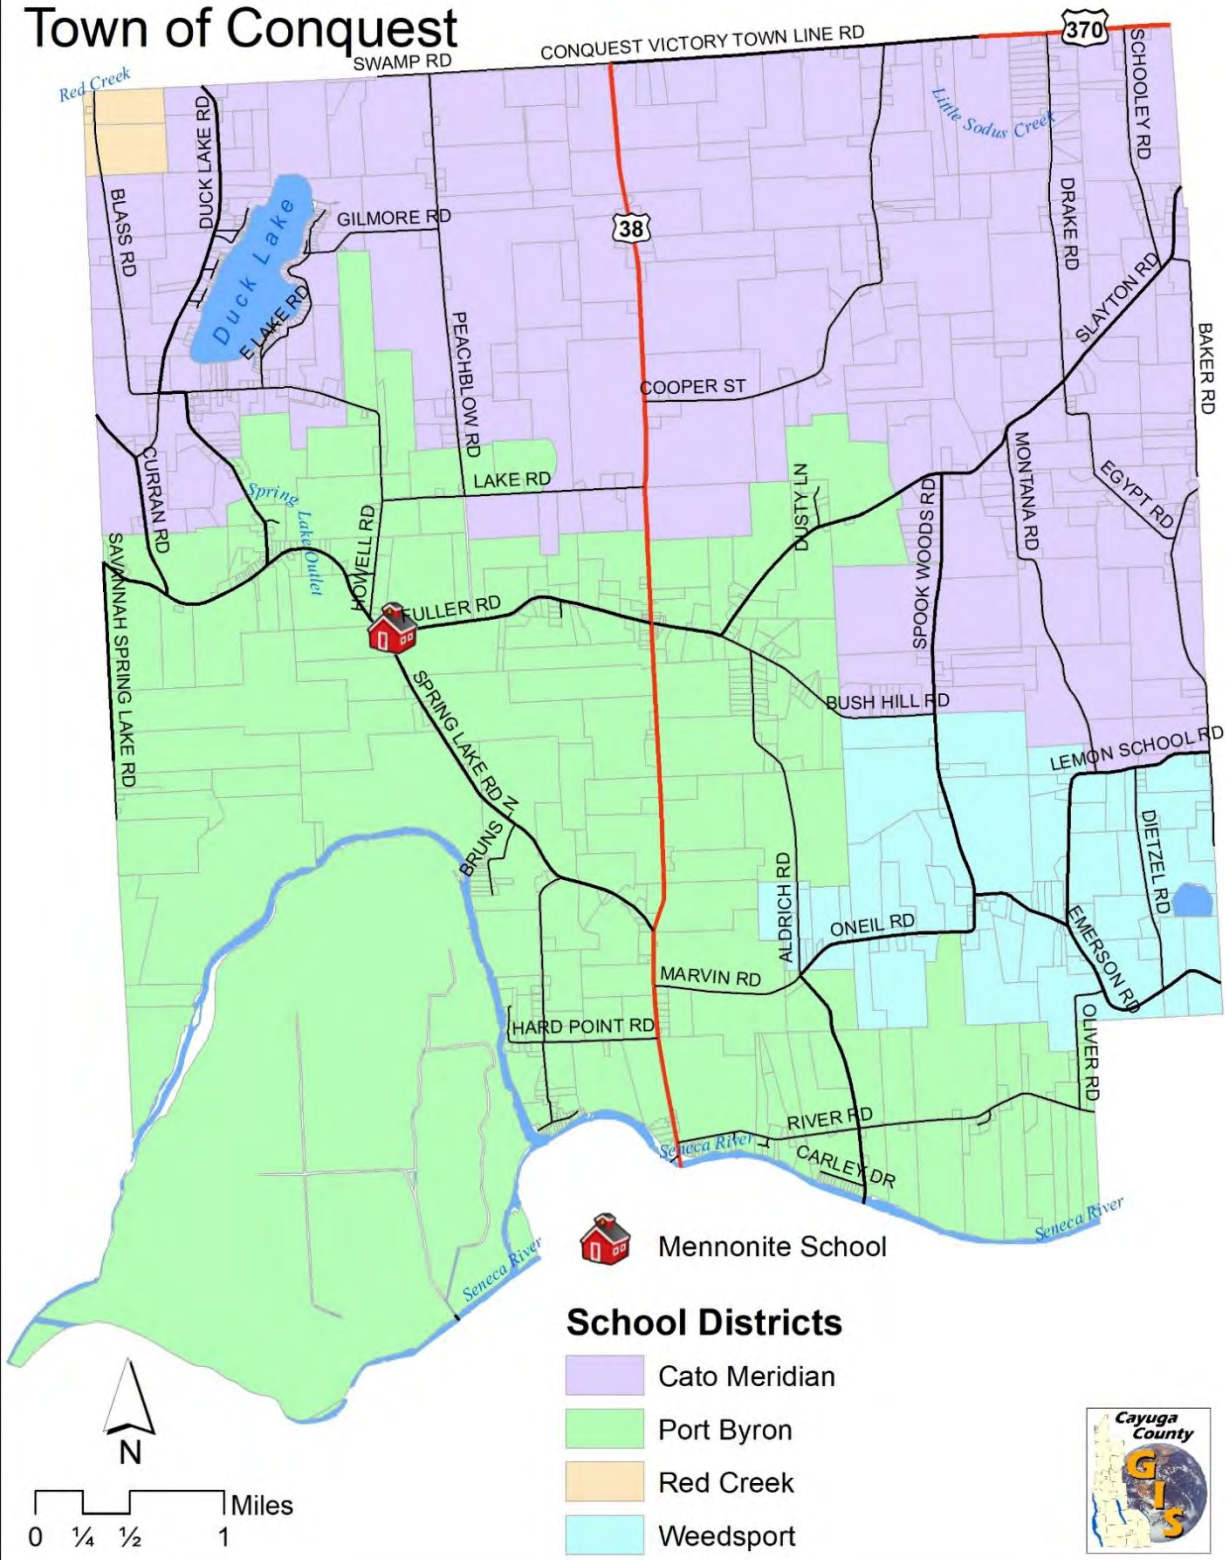 Town of Conquest
SWAMP RD
CONQUEST VICTORY TOWN LINE RD
370
Red Creek
DUCK LAKE RD
SCHOOLEY RD
Little Sodus Creek
BLASS RD
GILMORE RD
38
DRAKE RD
Duck Lake
E LAKE RD
SLAYTON RD
PEACHBLOW RD
BAKER RD
COOPER ST
CURRAN RD
LAKE RD
Spring Lake Outlet
DUSTY LN
MONTANA RD
EGYPT RD
HOWELL RD
SPOOK WOODS RD
SAVANNAH SPRING LAKE RD
FULLER RD
SPRING LAKE RD
BUSH HILL RD
LEMON SCHOOL RD
BRUNS LN
DIETZEL RD
ALDRICH RD
ONEIL RD
EMERSON RD
MARVIN RD
HARD POINT RD
OLIVER RD
RIVER RD
Seneca River
CARLEY DR
Seneca River
Seneca River
Mennonite School
School Districts
Cato Meridian
Port Byron
Red Creek
Weedsport
N
Miles
0 ¼ ½ 1
Cayuga
County
GIS